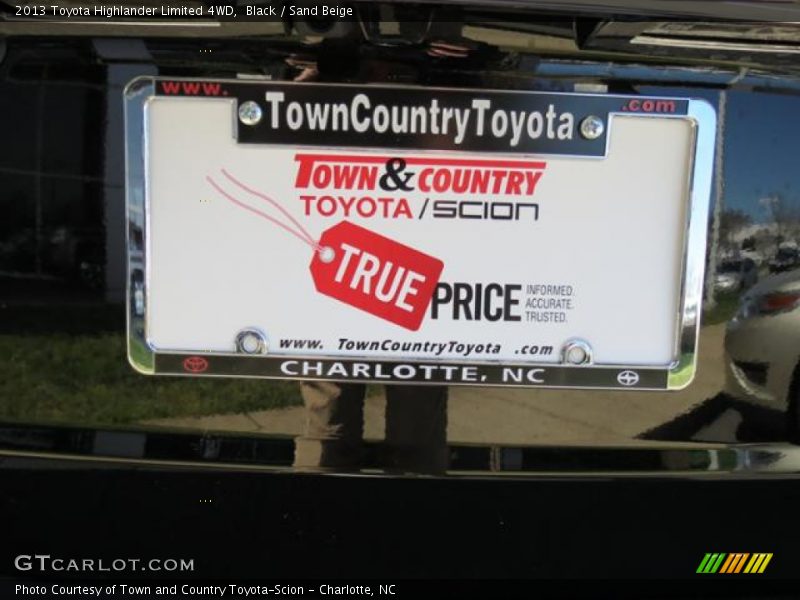 2013 Toyota Highlander Limited 4WD, Black / Sand Beige
www. .com
TownCountryToyota
TOWN & COUNTRY
TOYOTA / SCION
TRUE PRICE
INFORMED.
ACCURATE.
TRUSTED.
www. TownCountryToyota .com
CHARLOTTE, NC
GTCARLOT.COM
Photo Courtesy of Town and Country Toyota-Scion - Charlotte, NC